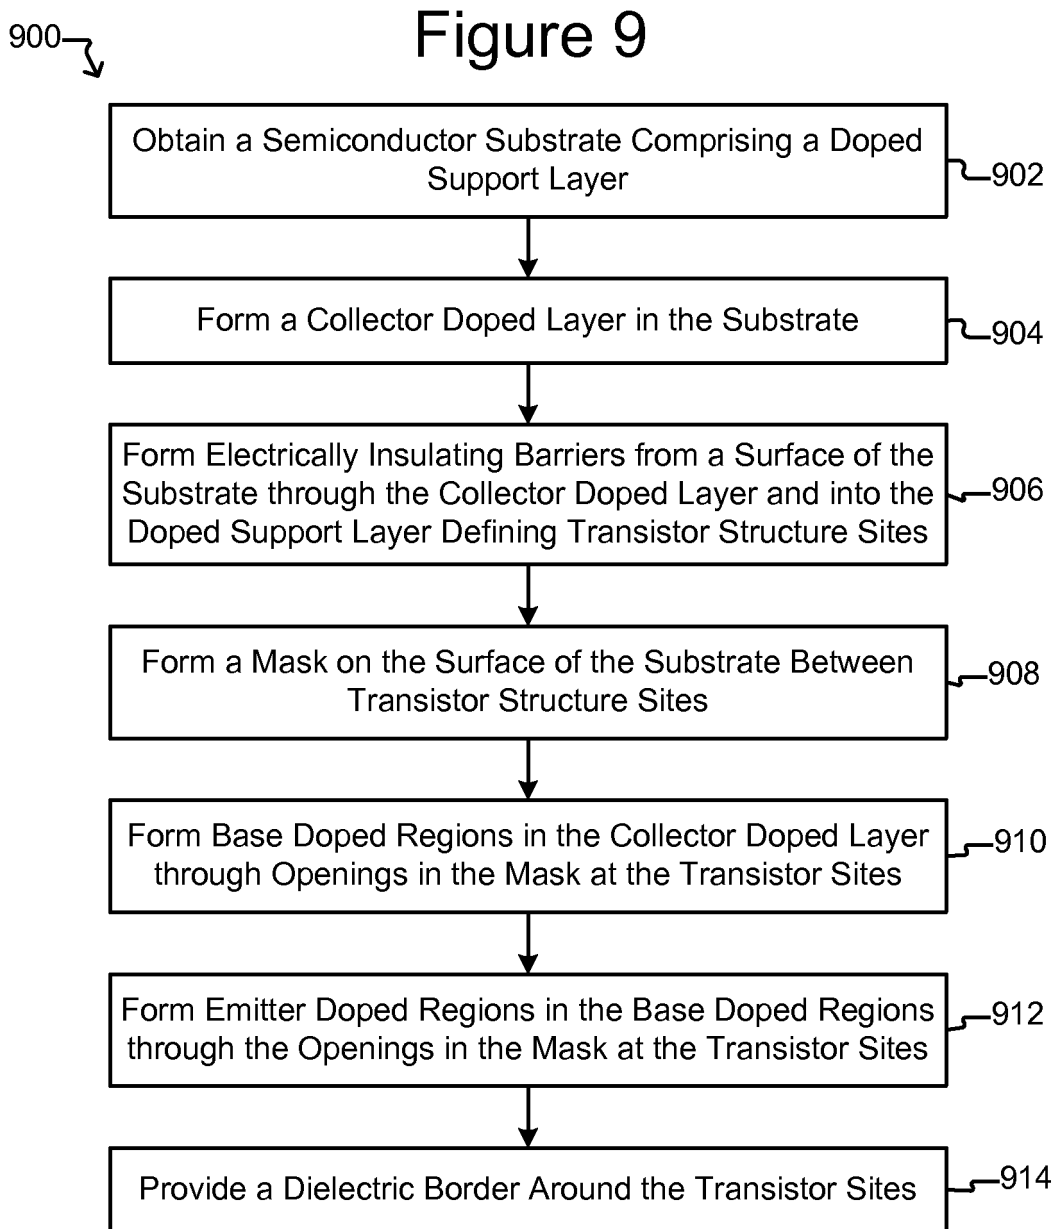 Figure 9
900
Obtain a Semiconductor Substrate Comprising a Doped
Support Layer
902
Form a Collector Doped Layer in the Substrate
904
Form Electrically Insulating Barriers from a Surface of the
Substrate through the Collector Doped Layer and into the
Doped Support Layer Defining Transistor Structure Sites
906
Form a Mask on the Surface of the Substrate Between
Transistor Structure Sites
908
Form Base Doped Regions in the Collector Doped Layer
through Openings in the Mask at the Transistor Sites
910
Form Emitter Doped Regions in the Base Doped Regions
through the Openings in the Mask at the Transistor Sites
912
Provide a Dielectric Border Around the Transistor Sites
914